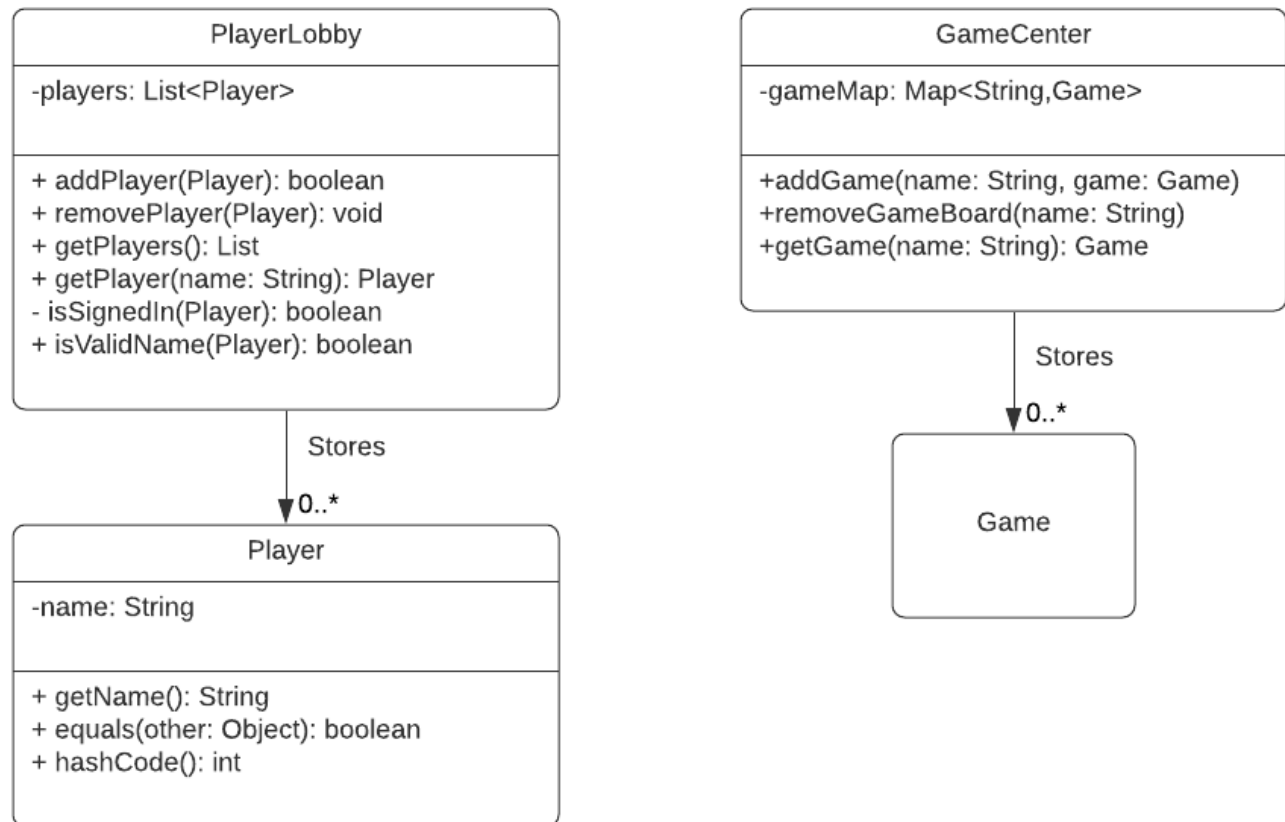 PlayerLobby
-players: List<Player>
+ addPlayer(Player): boolean
+ removePlayer(Player): void
+ getPlayers(): List
+ getPlayer(name: String): Player
- isSignedIn(Player): boolean
+ isValidName(Player): boolean
Stores
0..*
Player
-name: String
+ getName(): String
+ equals(other: Object): boolean
+ hashCode(): int
GameCenter
-gameMap: Map<String,Game>
+addGame(name: String, game: Game)
+removeGameBoard(name: String)
+getGame(name: String): Game
Stores
0..*
Game